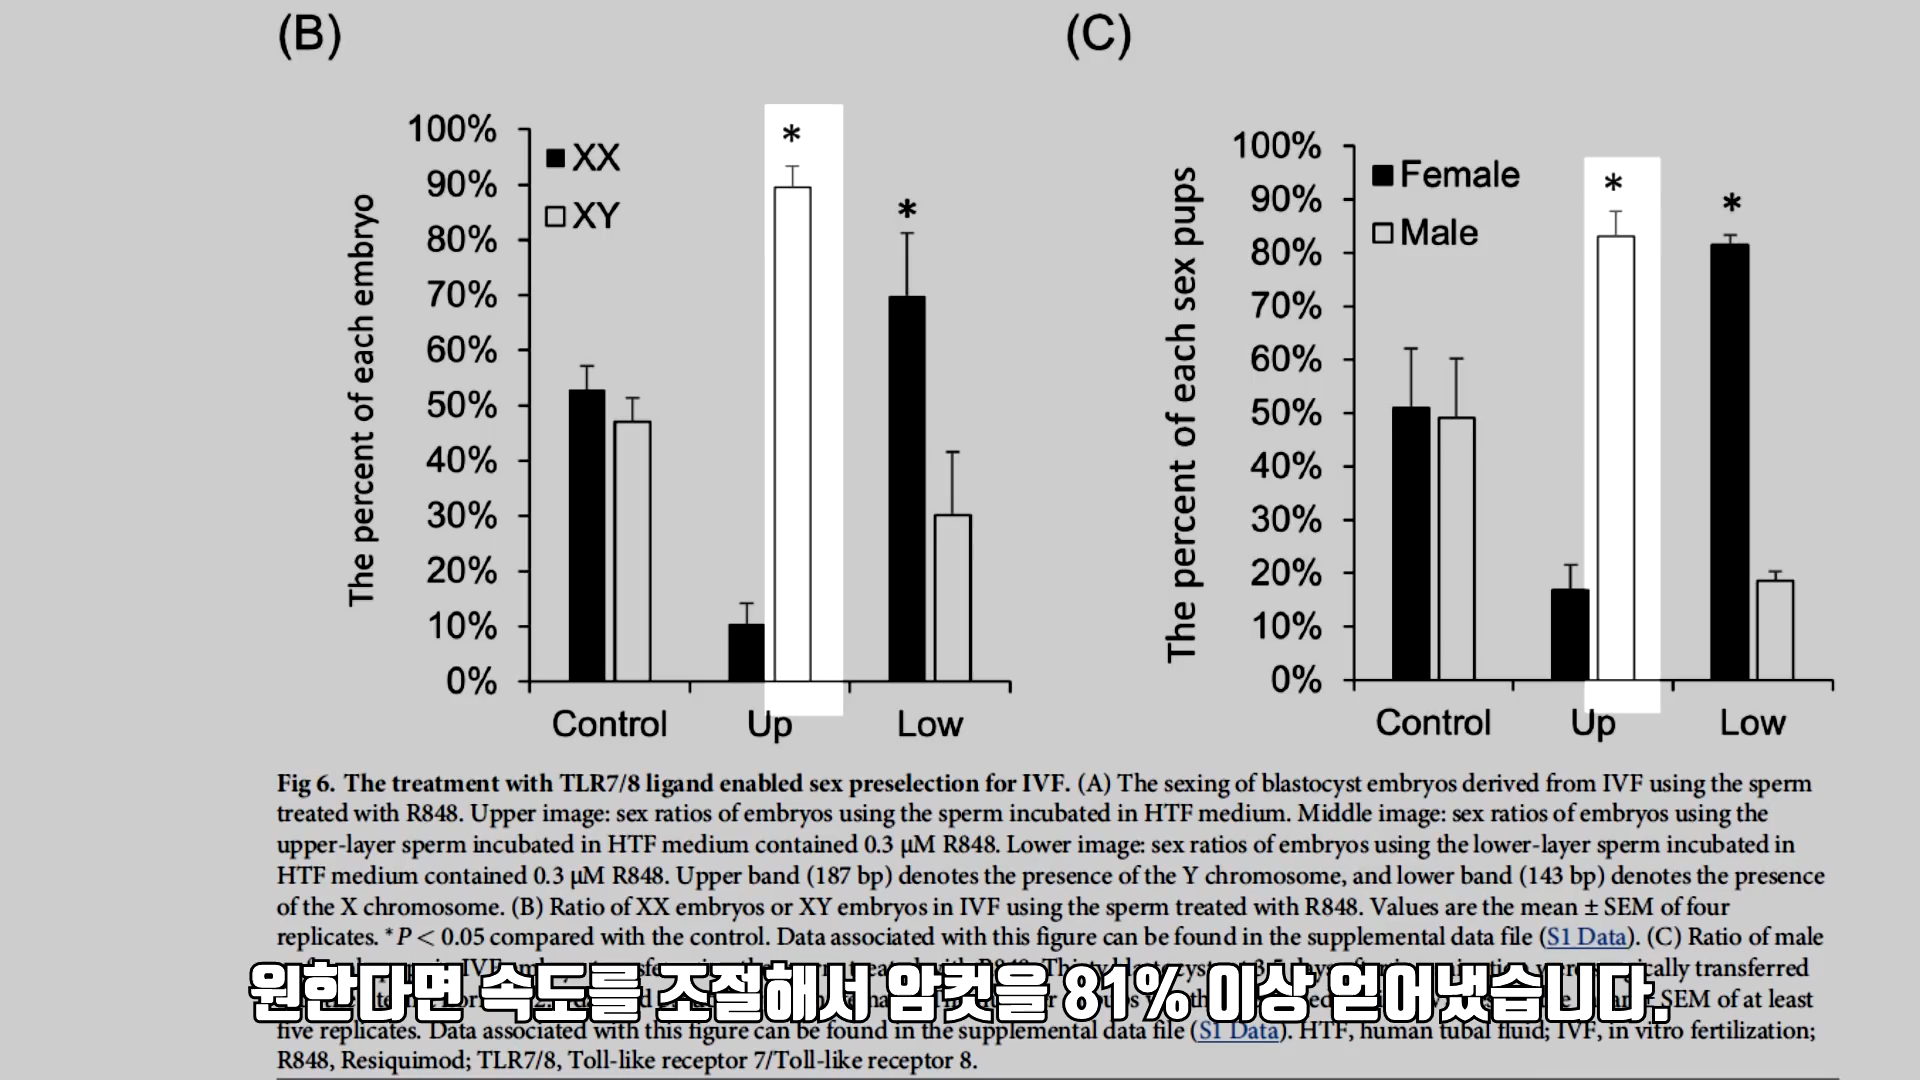 (B)
(C)
100%
90%
80%
70%
60%
50%
40%
30%
20%
10%
0%
The percent of each embryo
XX
XY
*
*
Control
Up
Low
100%
90%
80%
70%
60%
50%
40%
30%
20%
10%
0%
The percent of each sex pups
Female
Male
*
*
Control
Up
Low
Fig 6. The treatment with TLR7/8 ligand enabled sex preselection for IVF. (A) The sexing of blastocyst embryos derived from IVF using the sperm
treated with R848. Upper image: sex ratios of embryos using the sperm incubated in HTF medium. Middle image: sex ratios of embryos using the
upper-layer sperm incubated in HTF medium contained 0.3 μM R848. Lower image: sex ratios of embryos using the lower-layer sperm incubated in
HTF medium contained 0.3 μM R848. Upper band (187 bp) denotes the presence of the Y chromosome, and lower band (143 bp) denotes the presence
of the X chromosome. (B) Ratio of XX embryos or XY embryos in IVF using the sperm treated with R848. Values are the mean ± SEM of four
replicates. *P < 0.05 compared with the control. Data associated with this figure can be found in the supplemental data file (S1 Data). (C) Ratio of male
transferred
원한다면 속도를 조절해서 암컷을 81% 이상 얻어냈습니다.
SEM of at least
five replicates. Data associated with this figure can be found in the supplemental data file (S1 Data). HTF, human tubal fluid; IVF, in vitro fertilization;
R848, Resiquimod; TLR7/8, Toll-like receptor 7/Toll-like receptor 8.